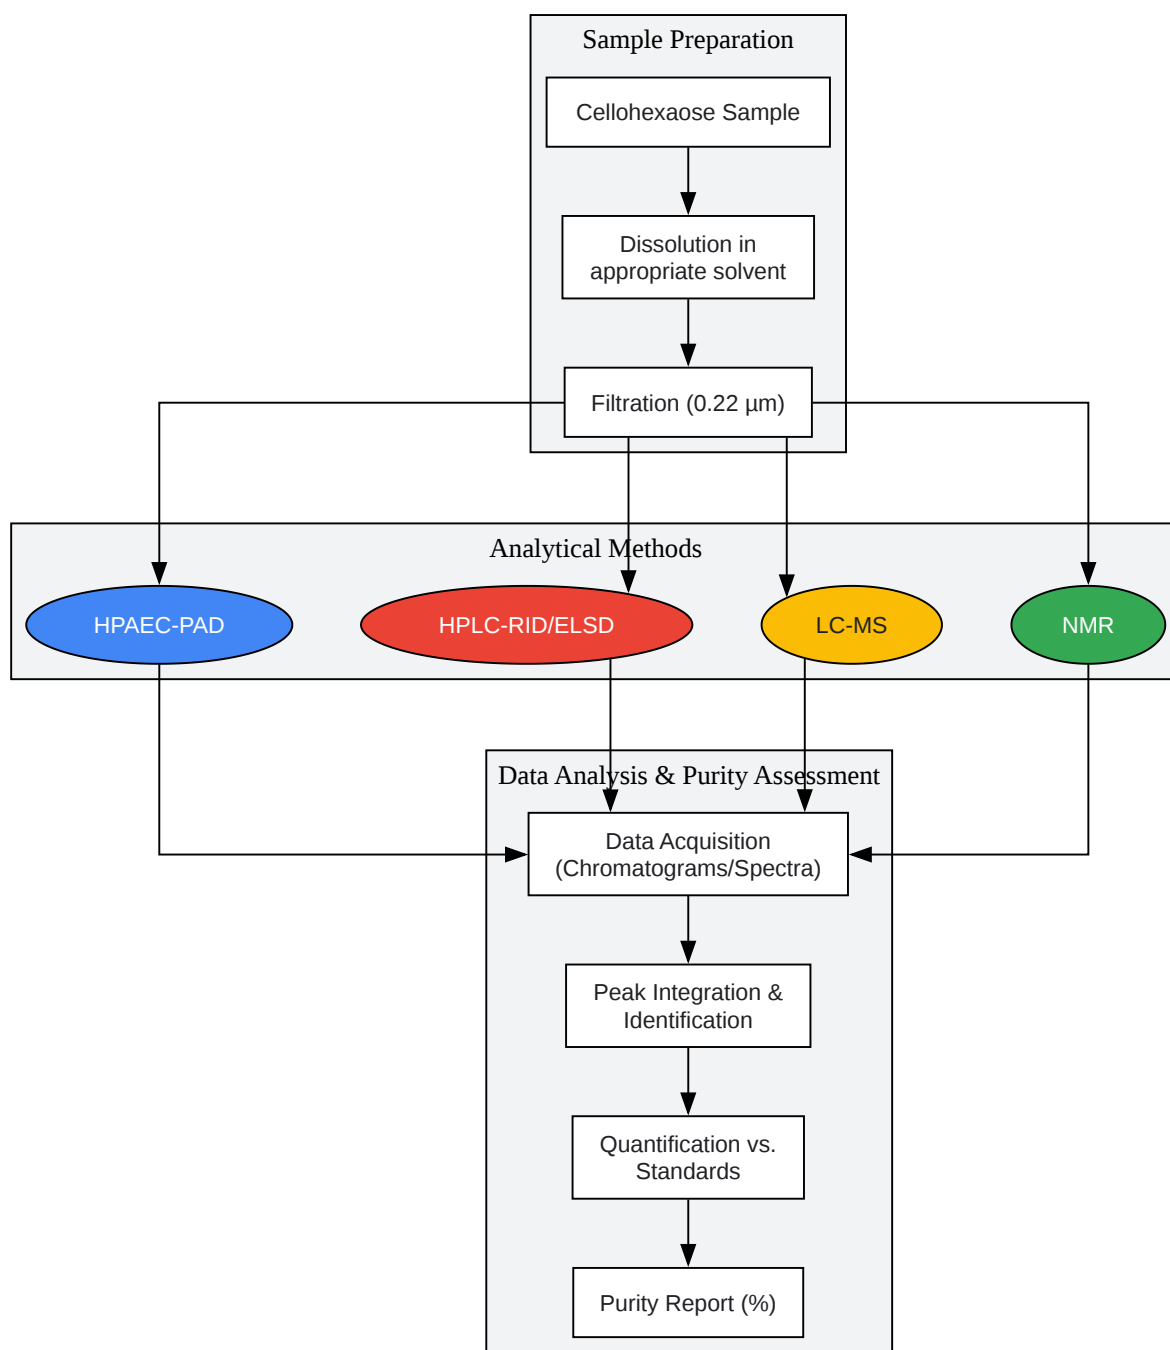 Sample Preparation
Cellohexaose Sample
Dissolution in
appropriate solvent
Filtration (0.22 µm)
Analytical Methods
HPAEC-PAD
HPLC-RID/ELSD
LC-MS
NMR
Data Analysis & Purity Assessment
Data Acquisition
(Chromatograms/Spectra)
Peak Integration &
Identification
Quantification vs.
Standards
Purity Report (%)